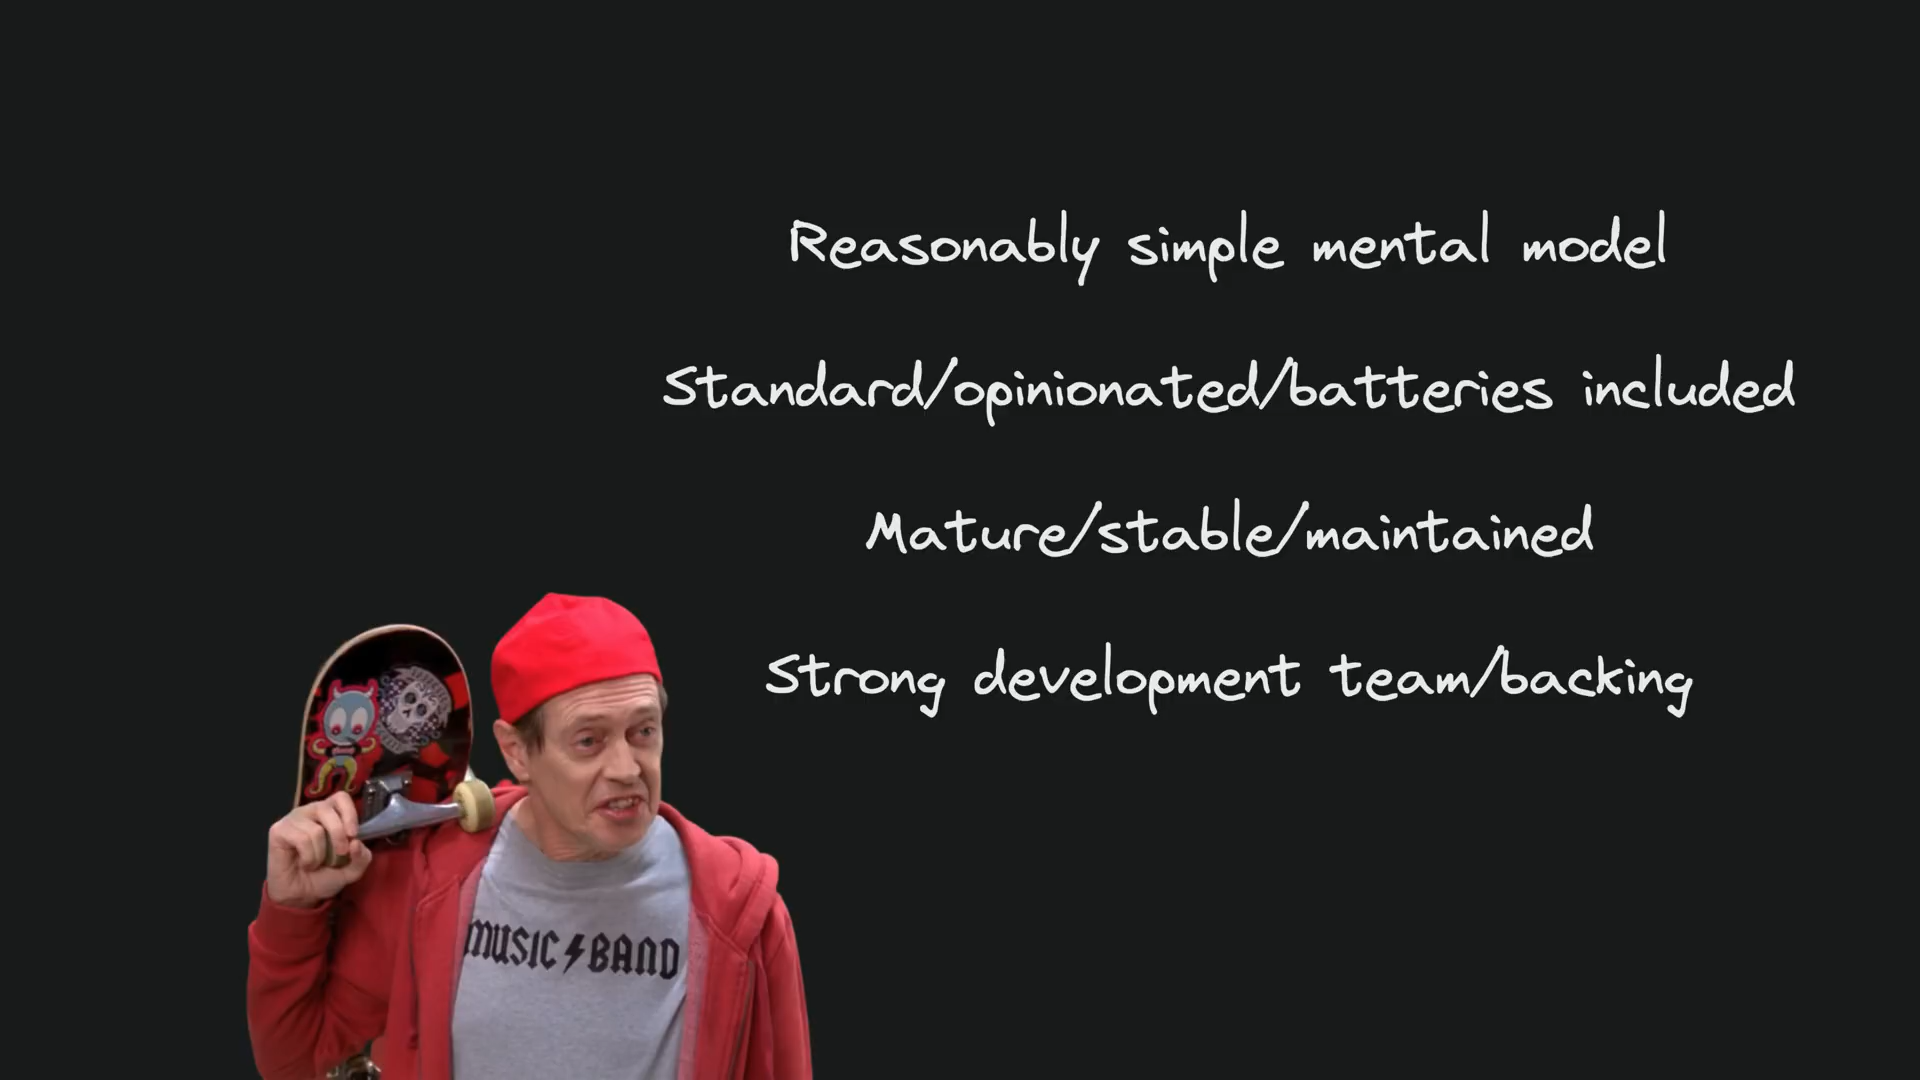 Reasonably simple mental model
Standard/opinionated/batteries included
Mature/stable/maintained
Strong development team/backing
MUSIC BAND